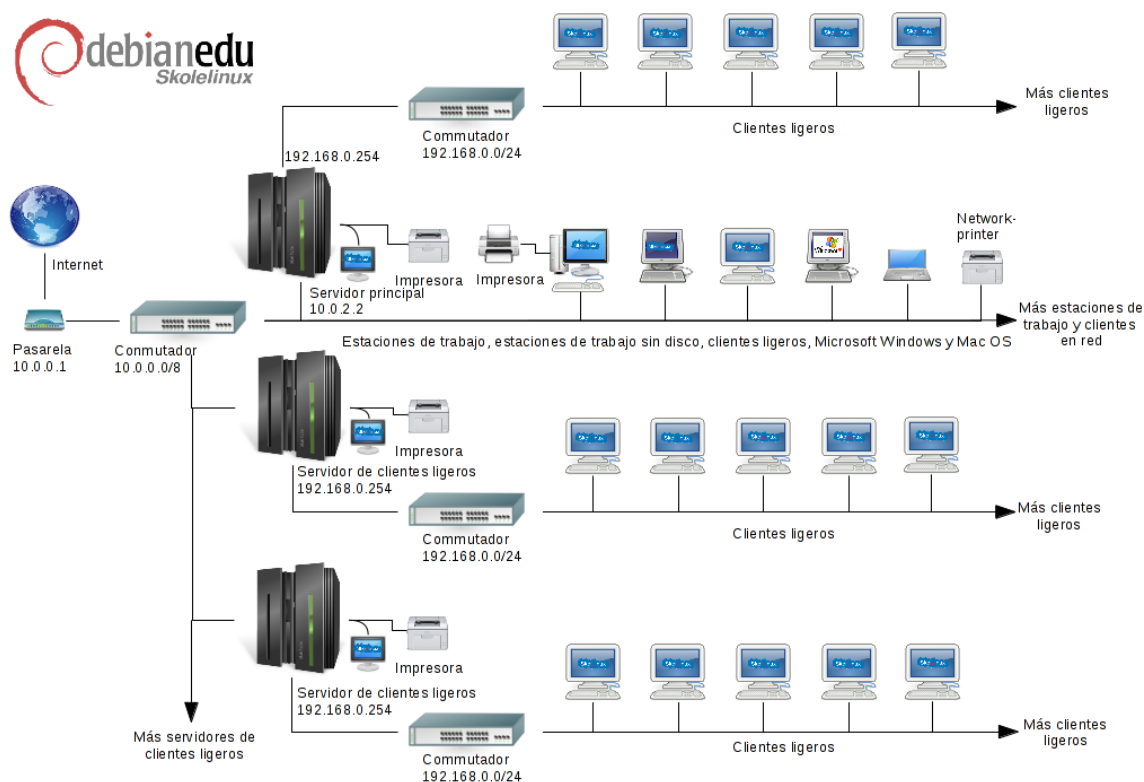 debianedu
Skolelinux
Más clientes
ligeros
Commutador
192.168.0.0/24
Clientes ligeros
192.168.0.254
Internet
Impresora
Impresora
Network-
printer
Windows
Servidor principal
10.0.2.2
Pasarela
10.0.0.1
Conmutador
10.0.0.0/8
Más estaciones de
trabajo y clientes
en red
Estaciones de trabajo, estaciones de trabajo sin disco, clientes ligeros, Microsoft Windows y Mac OS
Impresora
Servidor de clientes ligeros
192.168.0.254
Commutador
192.168.0.0/24
Clientes ligeros
Más clientes
ligeros
Impresora
Servidor de clientes ligeros
192.168.0.254
Commutador
192.168.0.0/24
Clientes ligeros
Más clientes
ligeros
Más servidores de
clientes ligeros